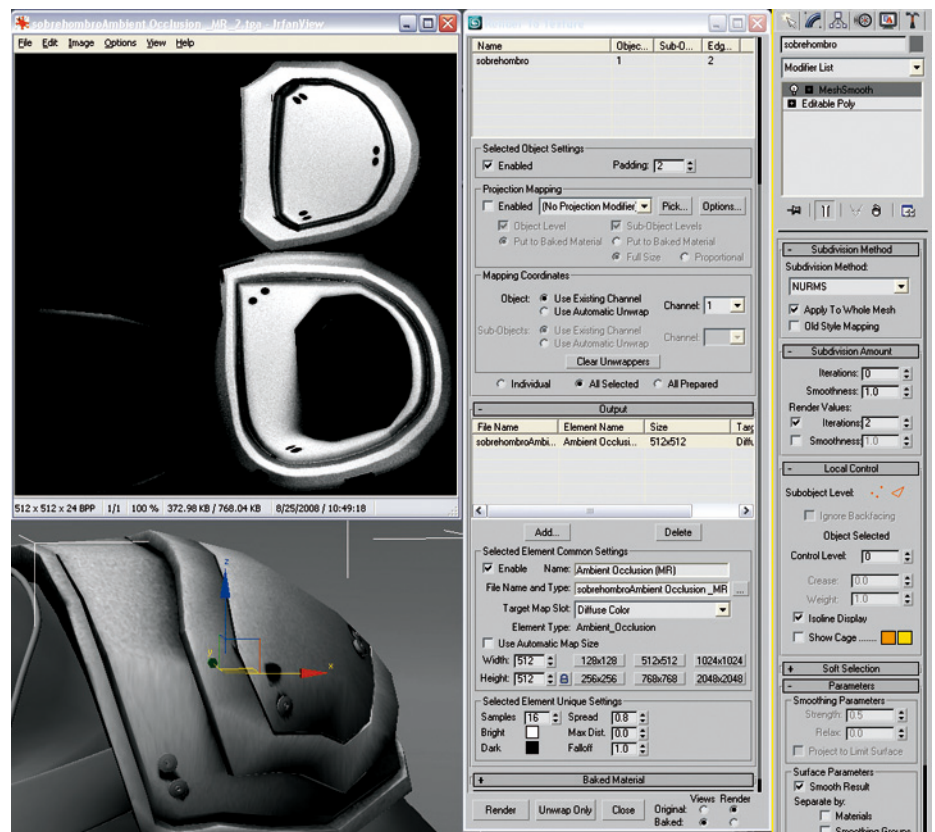 sobrehombroAmbient Occlusion _MR_2.tga - IrfanView
File Edit Image Options View Help
512 x 512 x 24 BPP 1/1 100 % 372.98 KB / 768.04 KB 8/25/2008 / 10:49:18
z
y
x
Name Objec... Sub-O... Edg...
sobrehombro 1 2
Selected Object Settings
Enabled Padding: 2
Projection Mapping
Enabled (No Projection Modifier) Pick... Options...
Object Level Sub-Object Levels
Put to Baked Material Put to Baked Material
Full Size Proportional
Mapping Coordinates
Object: Use Existing Channel
Use Automatic Unwrap Channel: 1
Sub-Objects: Use Existing Channel
Use Automatic Unwrap Channel:
Clear Unwrappers
Individual All Selected All Prepared
- Output
File Name Element Name Size Targ
sobrehombroAmbi... Ambient Occlusi... 512x512 Diffu
Add... Delete
Selected Element Common Settings
Enable Name: Ambient Occlusion (MR)
File Name and Type: sobrehombroAmbient Occlusion _MR ...
Target Map Slot: Diffuse Color
Element Type: Ambient_Occlusion
Use Automatic Map Size
Width: 512 128x128 512x512 1024x1024
Height: 512 256x256 768x768 2048x2048
Selected Element Unique Settings
Samples 16 Spread 0.8
Bright Max Dist. 0.0
Dark Falloff 1.0
+ Baked Material
Render Unwrap Only Close
Views Render
Original:
Baked:
sobrehombro
Modifier List
MeshSmooth
Editable Poly
- Subdivision Method
Subdivision Method:
NURMS
Apply To Whole Mesh
Old Style Mapping
- Subdivision Amount
Iterations: 0
Smoothness: 1.0
Render Values:
Iterations: 2
Smoothness: 1.0
- Local Control
Subobject Level:
Ignore Backfacing
Object Selected
Control Level: 0
Crease: 0.0
Weight: 1.0
Isoline Display
Show Cage ......
+ Soft Selection
- Parameters
Smoothing Parameters
Strength: 0.5
Relax: 0.0
Project to Limit Surface
Surface Parameters
Smooth Result
Separate by:
Materials
Smoothing Groups